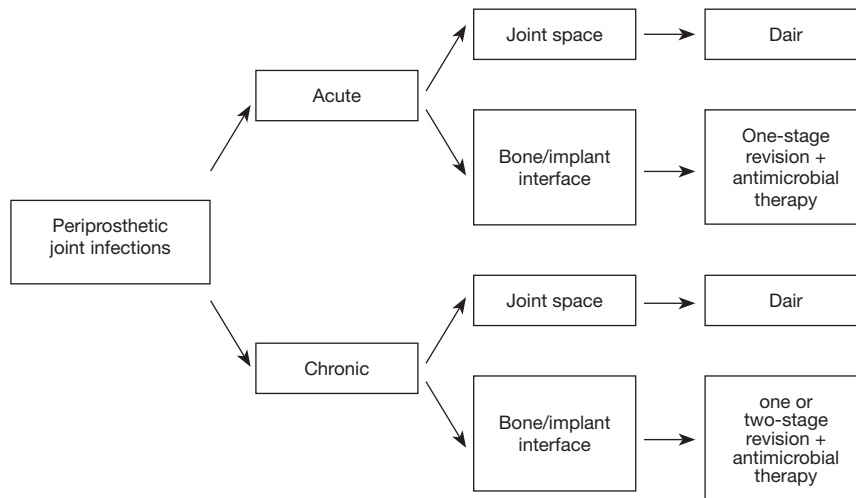 Periprosthetic
joint infections
Acute
Joint space
Dair
Bone/implant
interface
One-stage
revision +
antimicrobial
therapy
Chronic
Joint space
Dair
Bone/implant
interface
one or
two-stage
revision +
antimicrobial
therapy